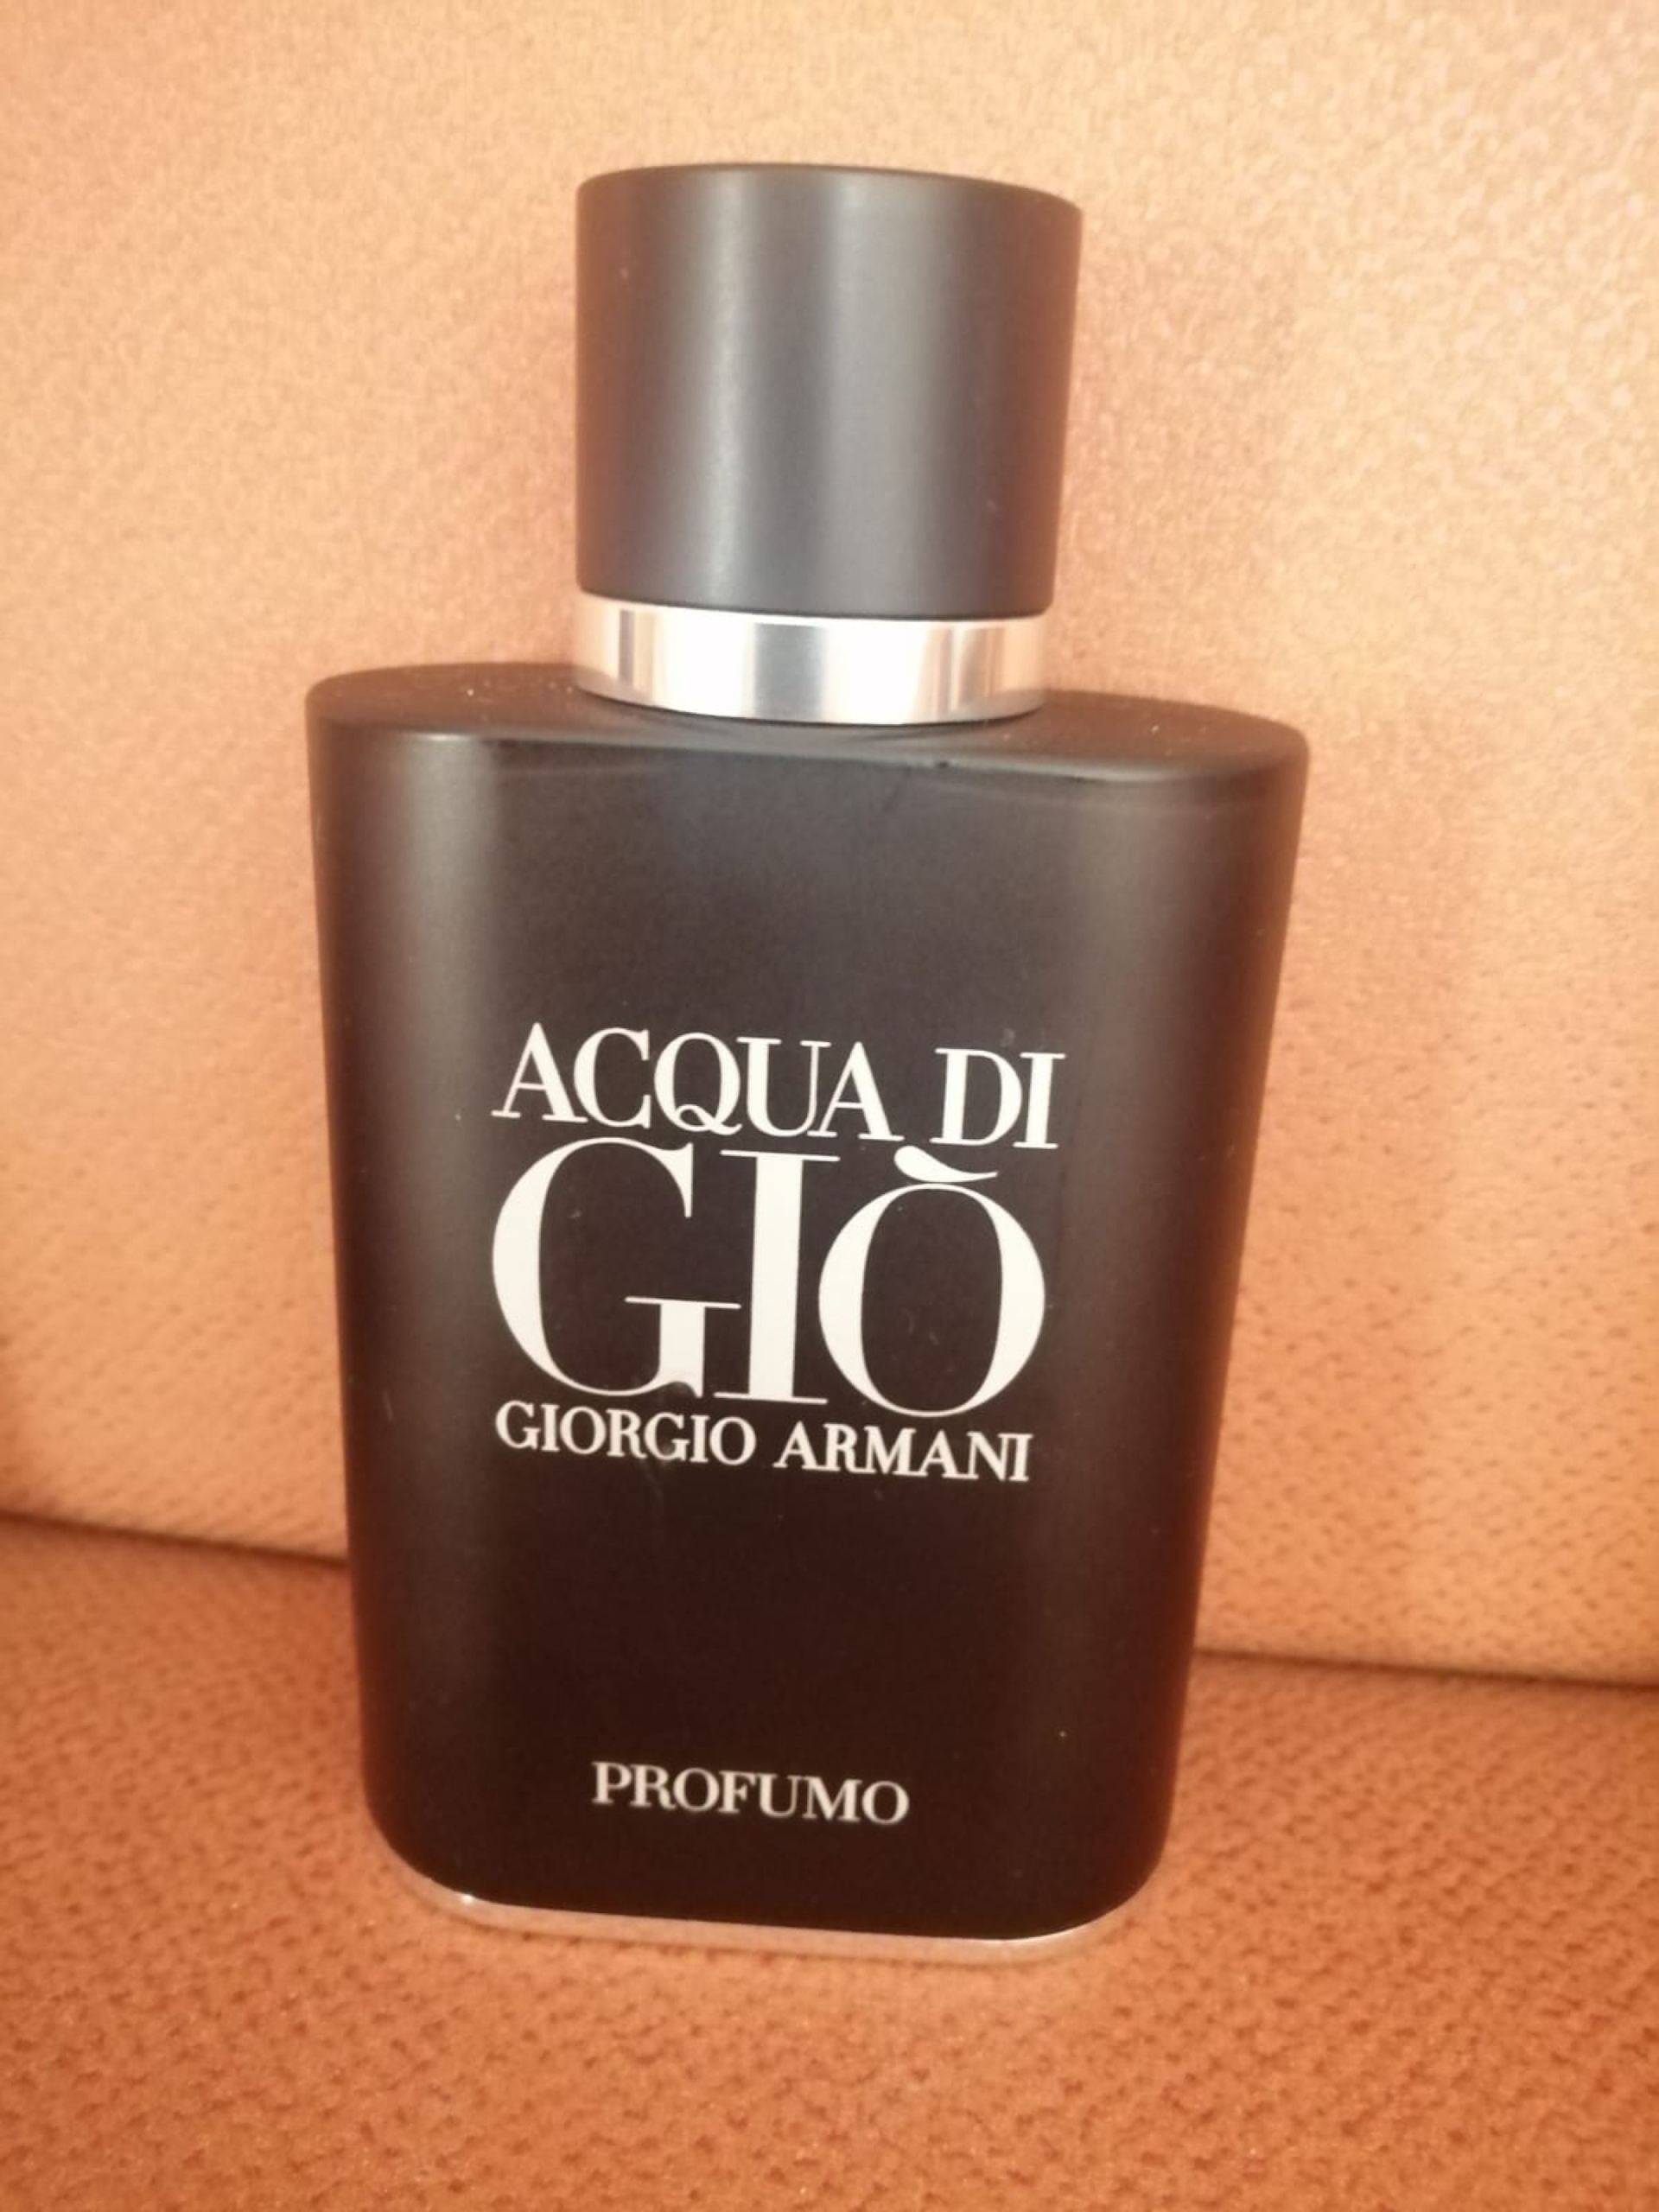 ACQUA DI
GIÒ
GIORGIO ARMANI
PROFUMO